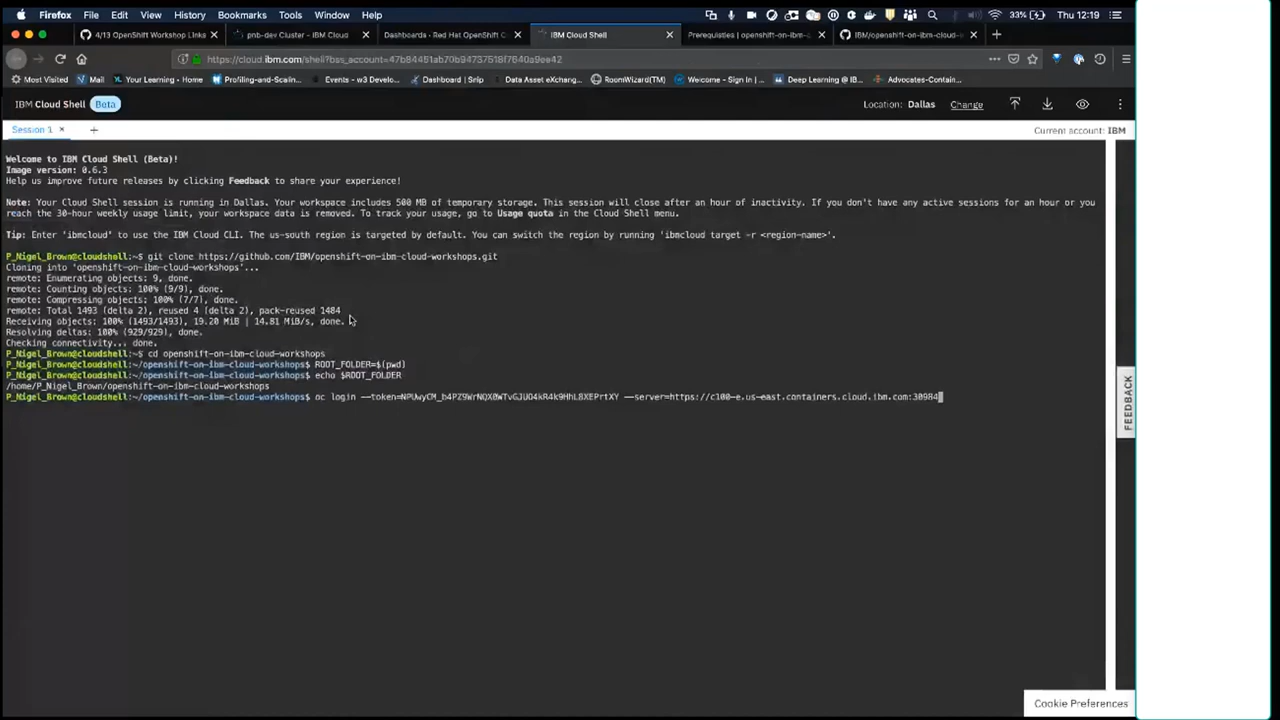 Firefox File Edit View History Bookmarks Tools Window Help 33% Thu 12:19
4/13 OpenShift Workshop Links pnb-dev Cluster - IBM Cloud Dashboards · Red Hat OpenShift C IBM Cloud Shell Prerequisties | openshift-on-ibm- IBM/openshift-on-ibm-cloud-
Most Visited Mail Your Learning - Home Profiling-and-Scalin... Events - w3 Develo... Dashboard | Snip Data Asset eXchang... RoomWizard(TM) Welcome - Sign In | ... Deep Learning @ IB... Advocates-Contain...
IBM Cloud Shell Beta Location: Dallas Change
Session 1 Current account: IBM
Welcome to IBM Cloud Shell (Beta)!
Image version: 0.6.3
Help us improve future releases by clicking Feedback to share your experience!
Note: Your Cloud Shell session is running in Dallas. Your workspace includes 500 MB of temporary storage. This session will close after an hour of inactivity. If you don't have any active sessions for an hour or you
reach the 30-hour weekly usage limit, your workspace data is removed. To track your usage, go to Usage quota in the Cloud Shell menu.
Tip: Enter 'ibmcloud' to use the IBM Cloud CLI. The us-south region is targeted by default. You can switch the region by running 'ibmcloud target -r <region-name>'.
P_Nigel_Brown@cloudshell:~$ git clone https://github.com/IBM/openshift-on-ibm-cloud-workshops.git
Cloning into 'openshift-on-ibm-cloud-workshops'...
remote: Enumerating objects: 9, done.
remote: Counting objects: 100% (9/9), done.
remote: Compressing objects: 100% (7/7), done.
remote: Total 1493 (delta 2), reused 4 (delta 2), pack-reused 1484
Receiving objects: 100% (1493/1493), 19.20 MiB | 14.81 MiB/s, done.
Resolving deltas: 100% (929/929), done.
Checking connectivity... done.
P_Nigel_Brown@cloudshell:~$ cd openshift-on-ibm-cloud-workshops
P_Nigel_Brown@cloudshell:~/openshift-on-ibm-cloud-workshops$ ROOT_FOLDER=$(pwd)
P_Nigel_Brown@cloudshell:~/openshift-on-ibm-cloud-workshops$ echo $ROOT_FOLDER
/home/P_Nigel_Brown/openshift-on-ibm-cloud-workshops
P_Nigel_Brown@cloudshell:~/openshift-on-ibm-cloud-workshops$ oc login --server=https://c100-e.us-east.containers.cloud.ibm.com:30984
FEEDBACK
Cookie Preferences